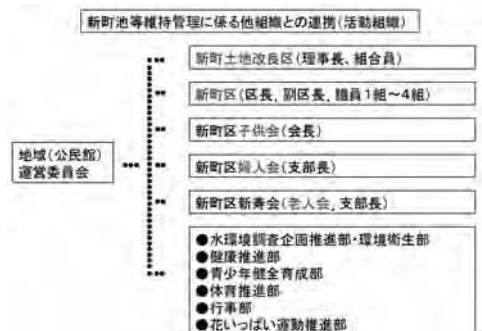 新町池等維持管理に係る他組織との連携(活動組織)
新町土地改良区(理事長、組合員)
新町区(区長, 副区長, 職員1組~4組)
新町区子供会(会長)
地域(公民館)
運営委員会
新町区婦人会(支部長)
新町区新寿会(老人会, 支部長)
●水環境調査企画推進部・環境衛生部
●健康推進部
●青少年健全育成部
●体育推進部
●行事部
●花いっぱい運動推進部